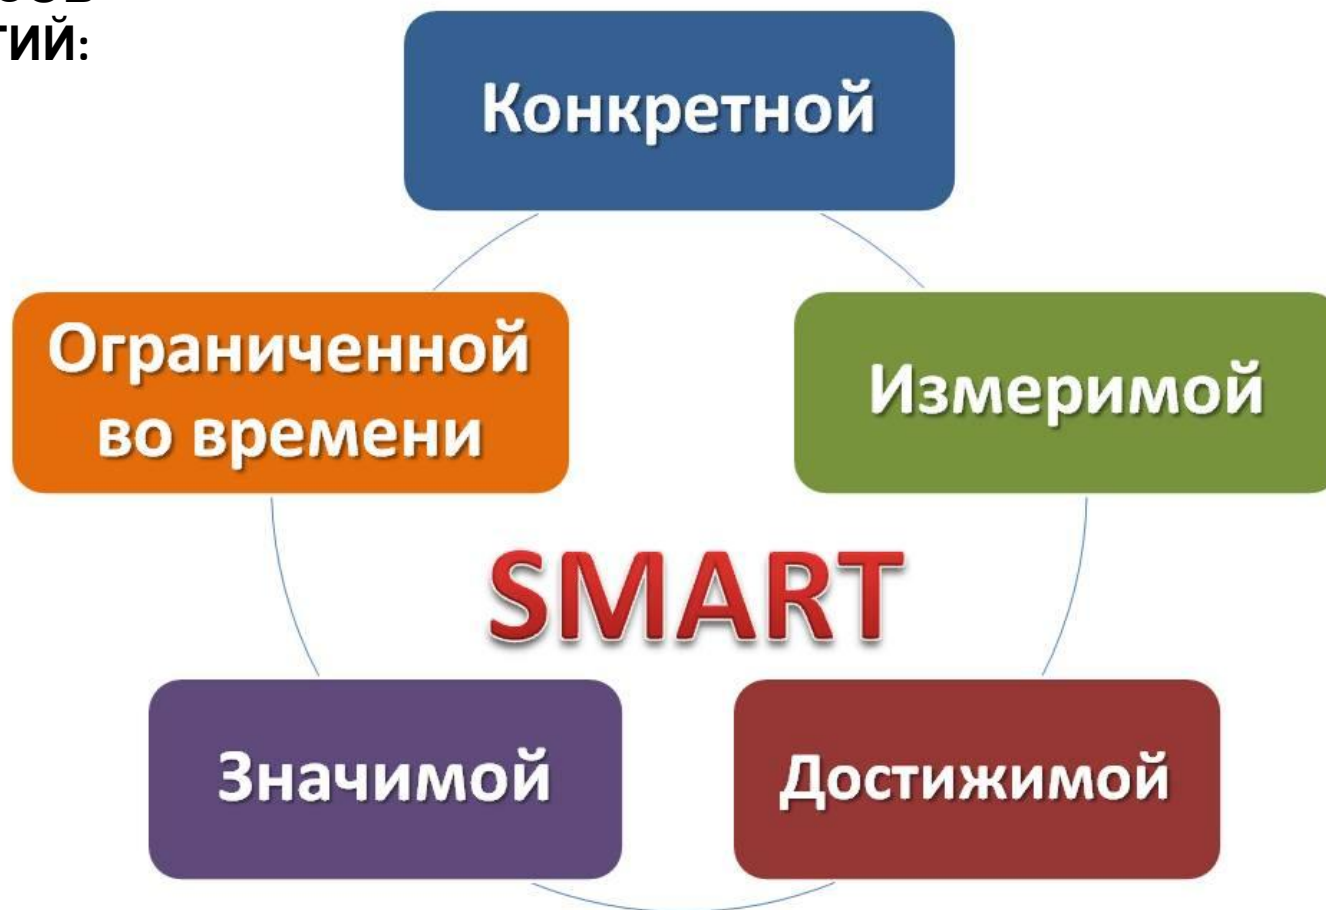 ТИЙ:
Конкретной
Ограниченной
во времени
Измеримой
SMART
Значимой
Достижимой